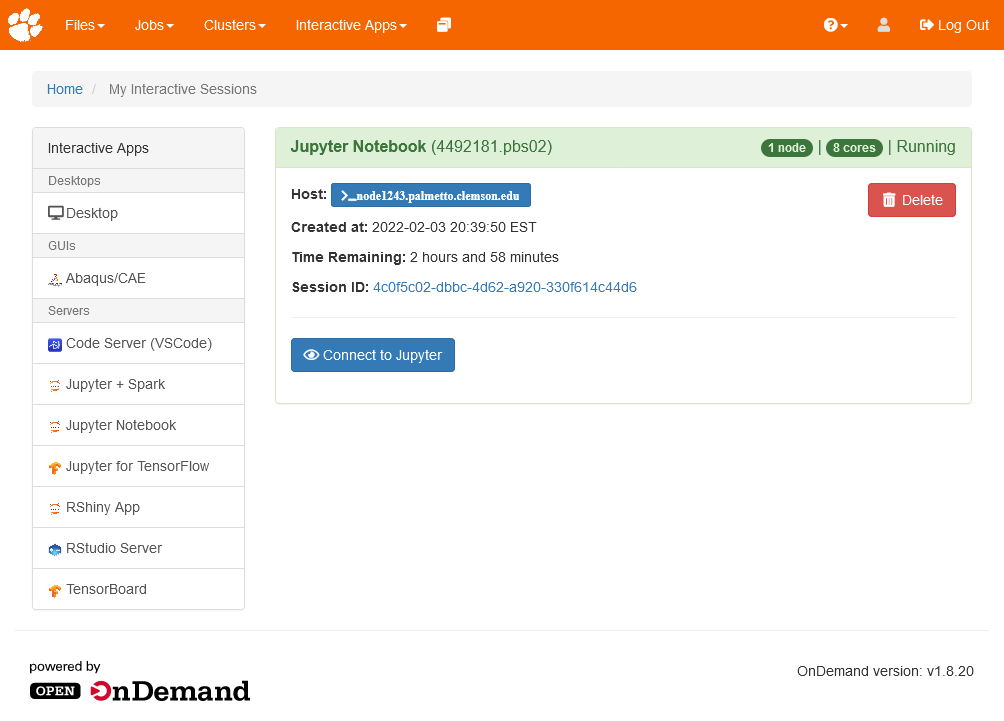 Files Jobs Clusters Interactive Apps Log Out
Home / My Interactive Sessions
Interactive Apps
Desktops
Desktop
GUIs
Abaqus/CAE
Servers
Code Server (VSCode)
Jupyter + Spark
Jupyter Notebook
Jupyter for TensorFlow
RShiny App
RStudio Server
TensorBoard
Jupyter Notebook (4492181.pbs02) 1 node | 8 cores | Running
Host: >_node1243.palmetto.clemson.edu Delete
Created at: 2022-02-03 20:39:50 EST
Time Remaining: 2 hours and 58 minutes
Session ID: 4c0f5c02-dbbc-4d62-a920-330f614c44d6
Connect to Jupyter
powered by
OPEN OnDemand
OnDemand version: v1.8.20